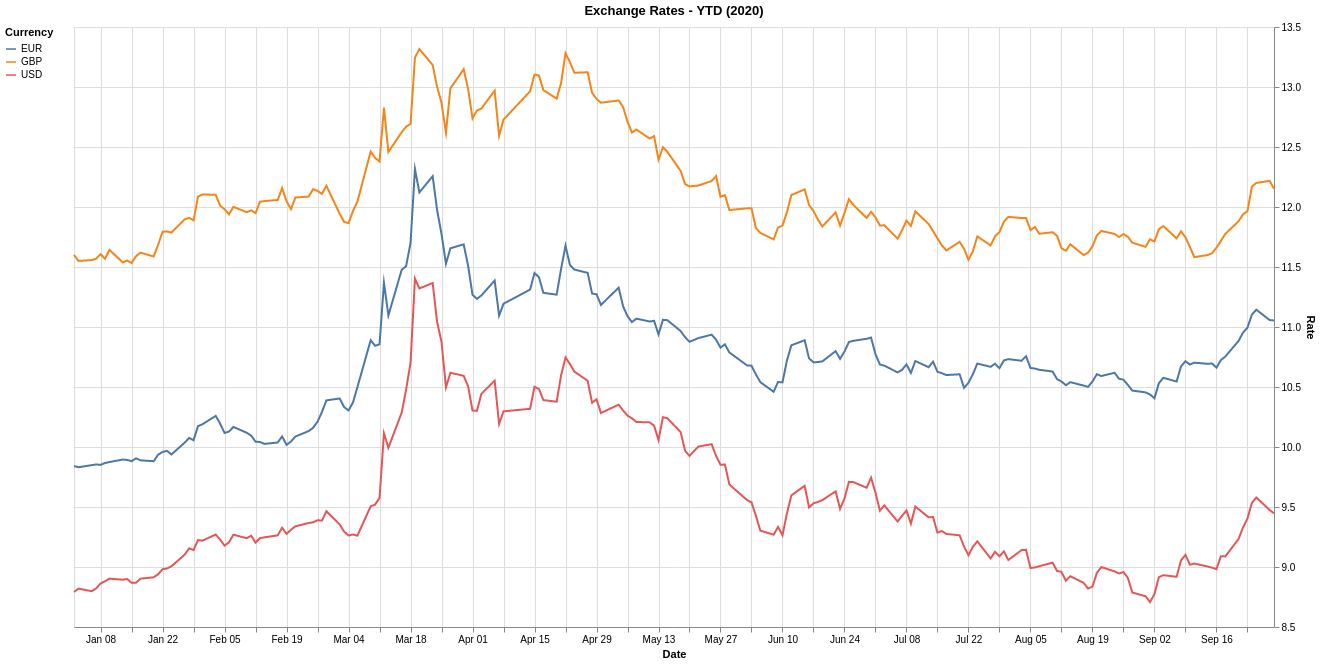 Exchange Rates - YTD (2020)
Currency
EUR
GBP
USD
13.5
13.0
12.5
12.0
11.5
11.0
10.5
10.0
9.5
9.0
8.5
Rate
Jan 08 Jan 22 Feb 05 Feb 19 Mar 04 Mar 18 Apr 01 Apr 15 Apr 29 May 13 May 27 Jun 10 Jun 24 Jul 08 Jul 22 Aug 05 Aug 19 Sep 02 Sep 16
Date